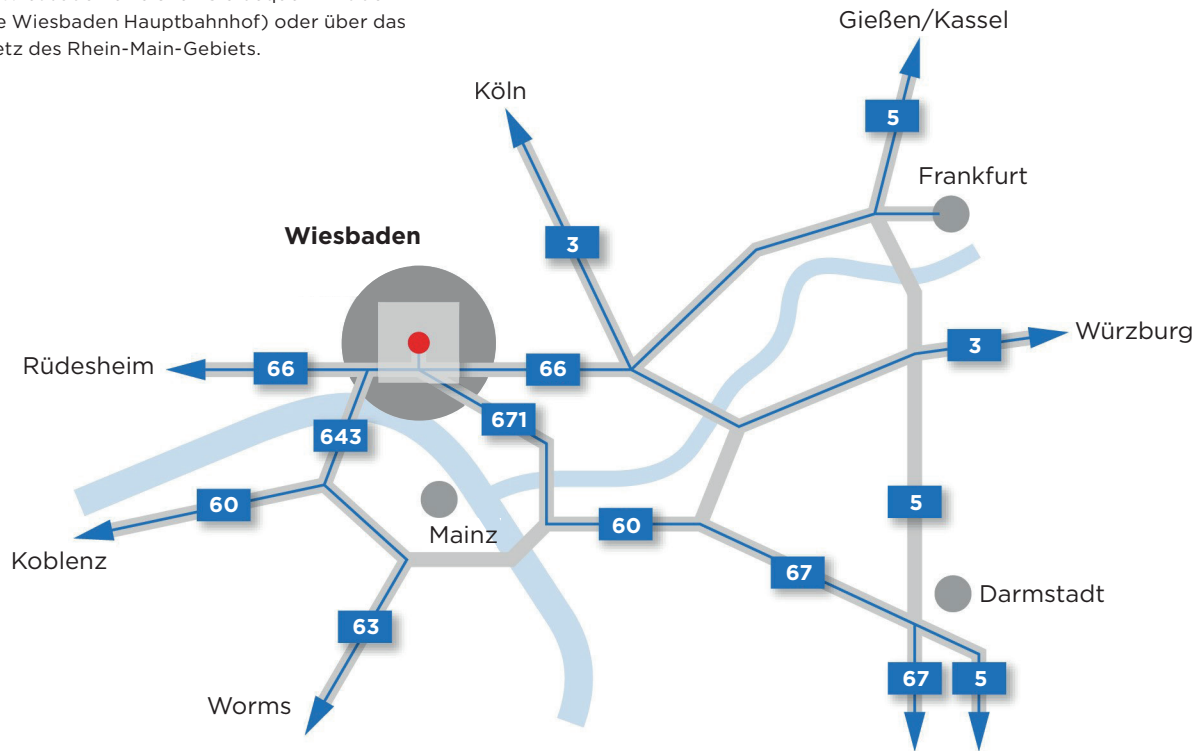 e Wiesbaden Hauptbahnhof) oder über das
etz des Rhein-Main-Gebiets.
Gießen/Kassel
Köln
5
Frankfurt
Wiesbaden
3
Würzburg
3
Rüdesheim
66
66
671
643
60
Mainz
60
5
Koblenz
67
Darmstadt
63
Worms
67
5